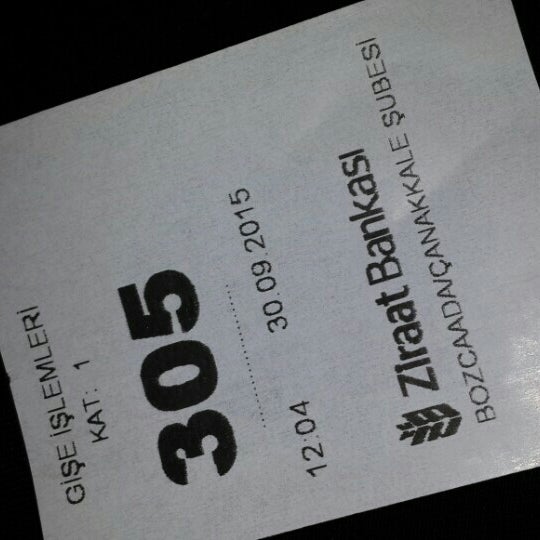 GİŞE İŞLEMLERİ
KAT: 1
305
12:04 30.09.2015
Ziraat Bankası
BOZCAADA/ÇANAKKALE ŞUBESİ